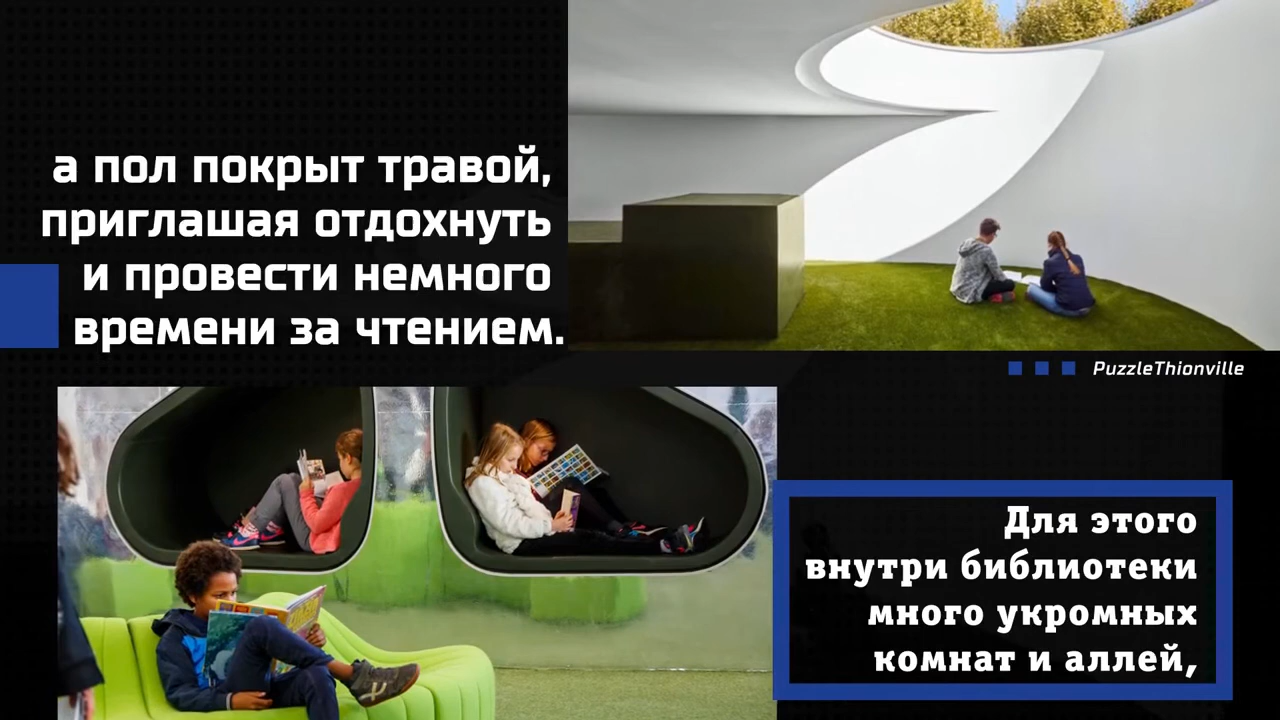 а пол покрыт травой,
приглашая отдохнуть
и провести немного
времени за чтением.
PuzzleThionville
Для этого
внутри библиотеки
много укромных
комнат и аллей,